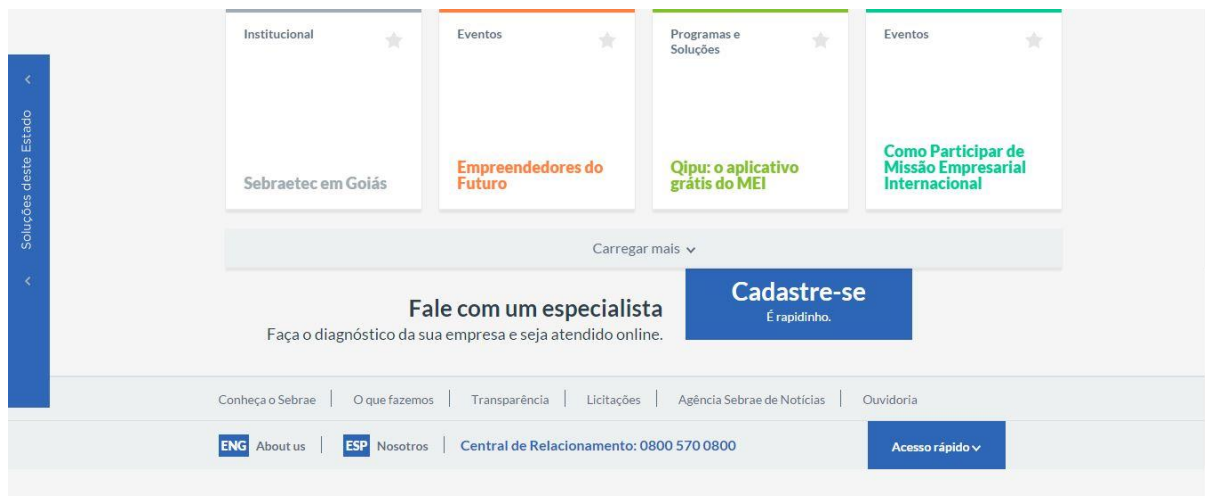 Institucional
Eventos
Programas e
Soluções
Eventos
Sebraetec em Goiás
Empreendedores do
Futuro
Qipu: o aplicativo
grátis do MEI
Como Participar de
Missão Empresarial
Internacional
Soluções deste Estado
Carregar mais
Fale com um especialista
Faça o diagnóstico da sua empresa e seja atendido online.
Cadastre-se
É rapidinho.
Conheça o Sebrae | O que fazemos | Transparência | Licitações | Agência Sebrae de Notícias | Ouvidoria
ENG About us | ESP Nosotros | Central de Relacionamento: 0800 570 0800
Acesso rápido